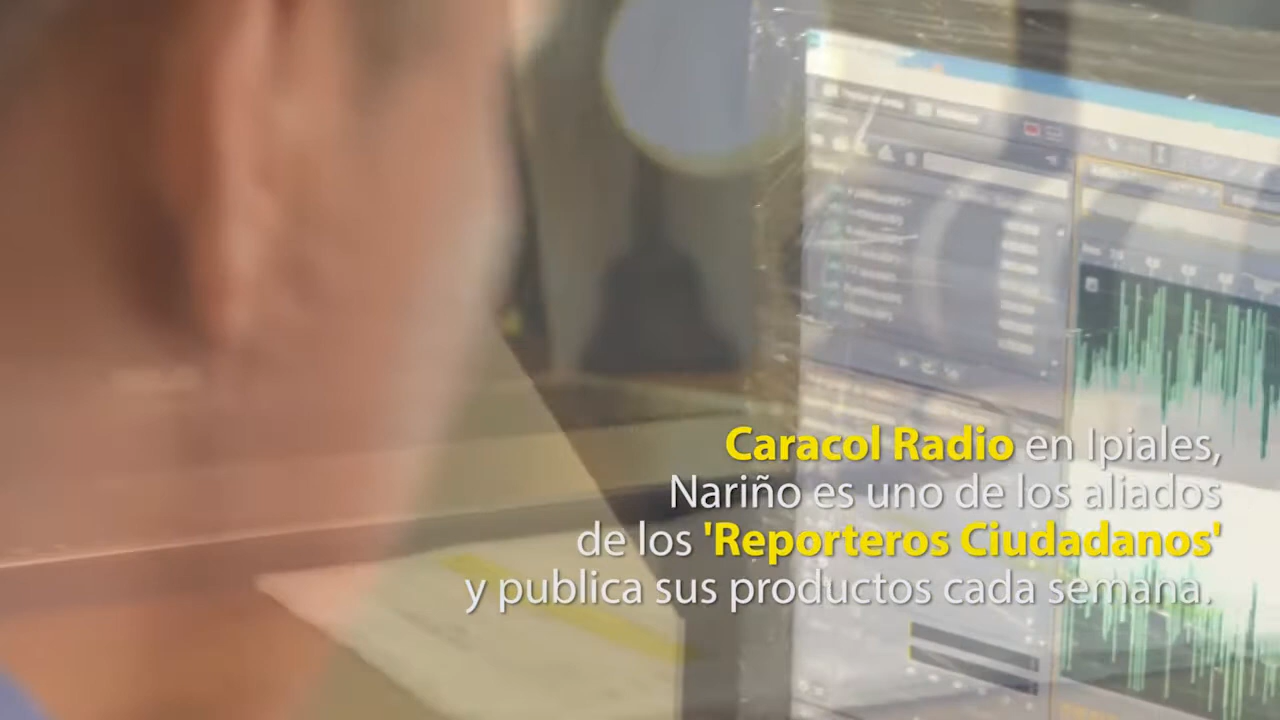 Caracol Radio en Ipiales,
Nariño es uno de los aliados
de los 'Reporteros Ciudadanos'
y publica sus productos cada semana.